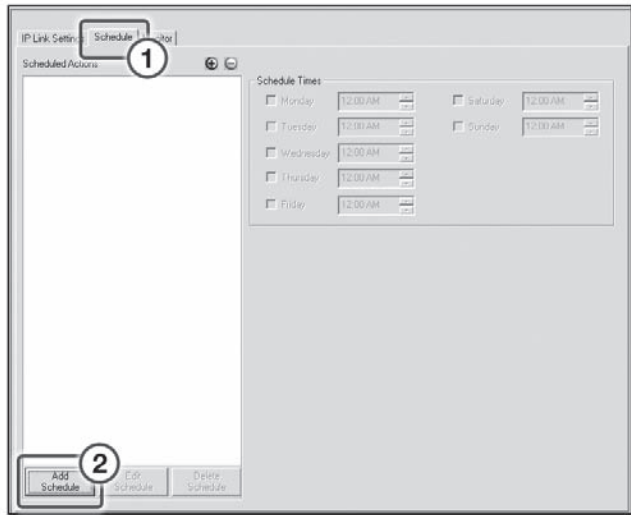 IP Link Settings Schedule
1
Scheduled Actions
Schedule Times
Monday 12:00 AM Saturday 12:00 AM
Tuesday 12:00 AM Sunday 12:00 AM
Wednesday 12:00 AM
Thursday 12:00 AM
Friday 12:00 AM
2
Add Schedule Edit Schedule Delete Schedule